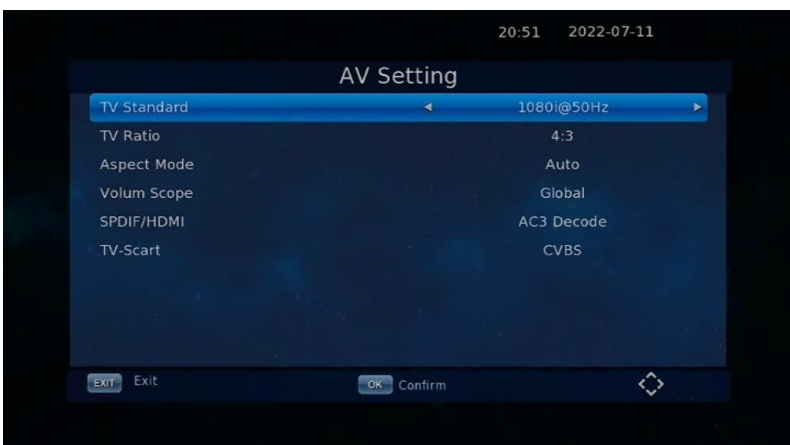 20:51 2022-07-11
AV Setting
TV Standard 1080i@50Hz
TV Ratio 4:3
Aspect Mode Auto
Volum Scope Global
SPDIF/HDMI AC3 Decode
TV-Scart CVBS
EXIT Exit OK Confirm